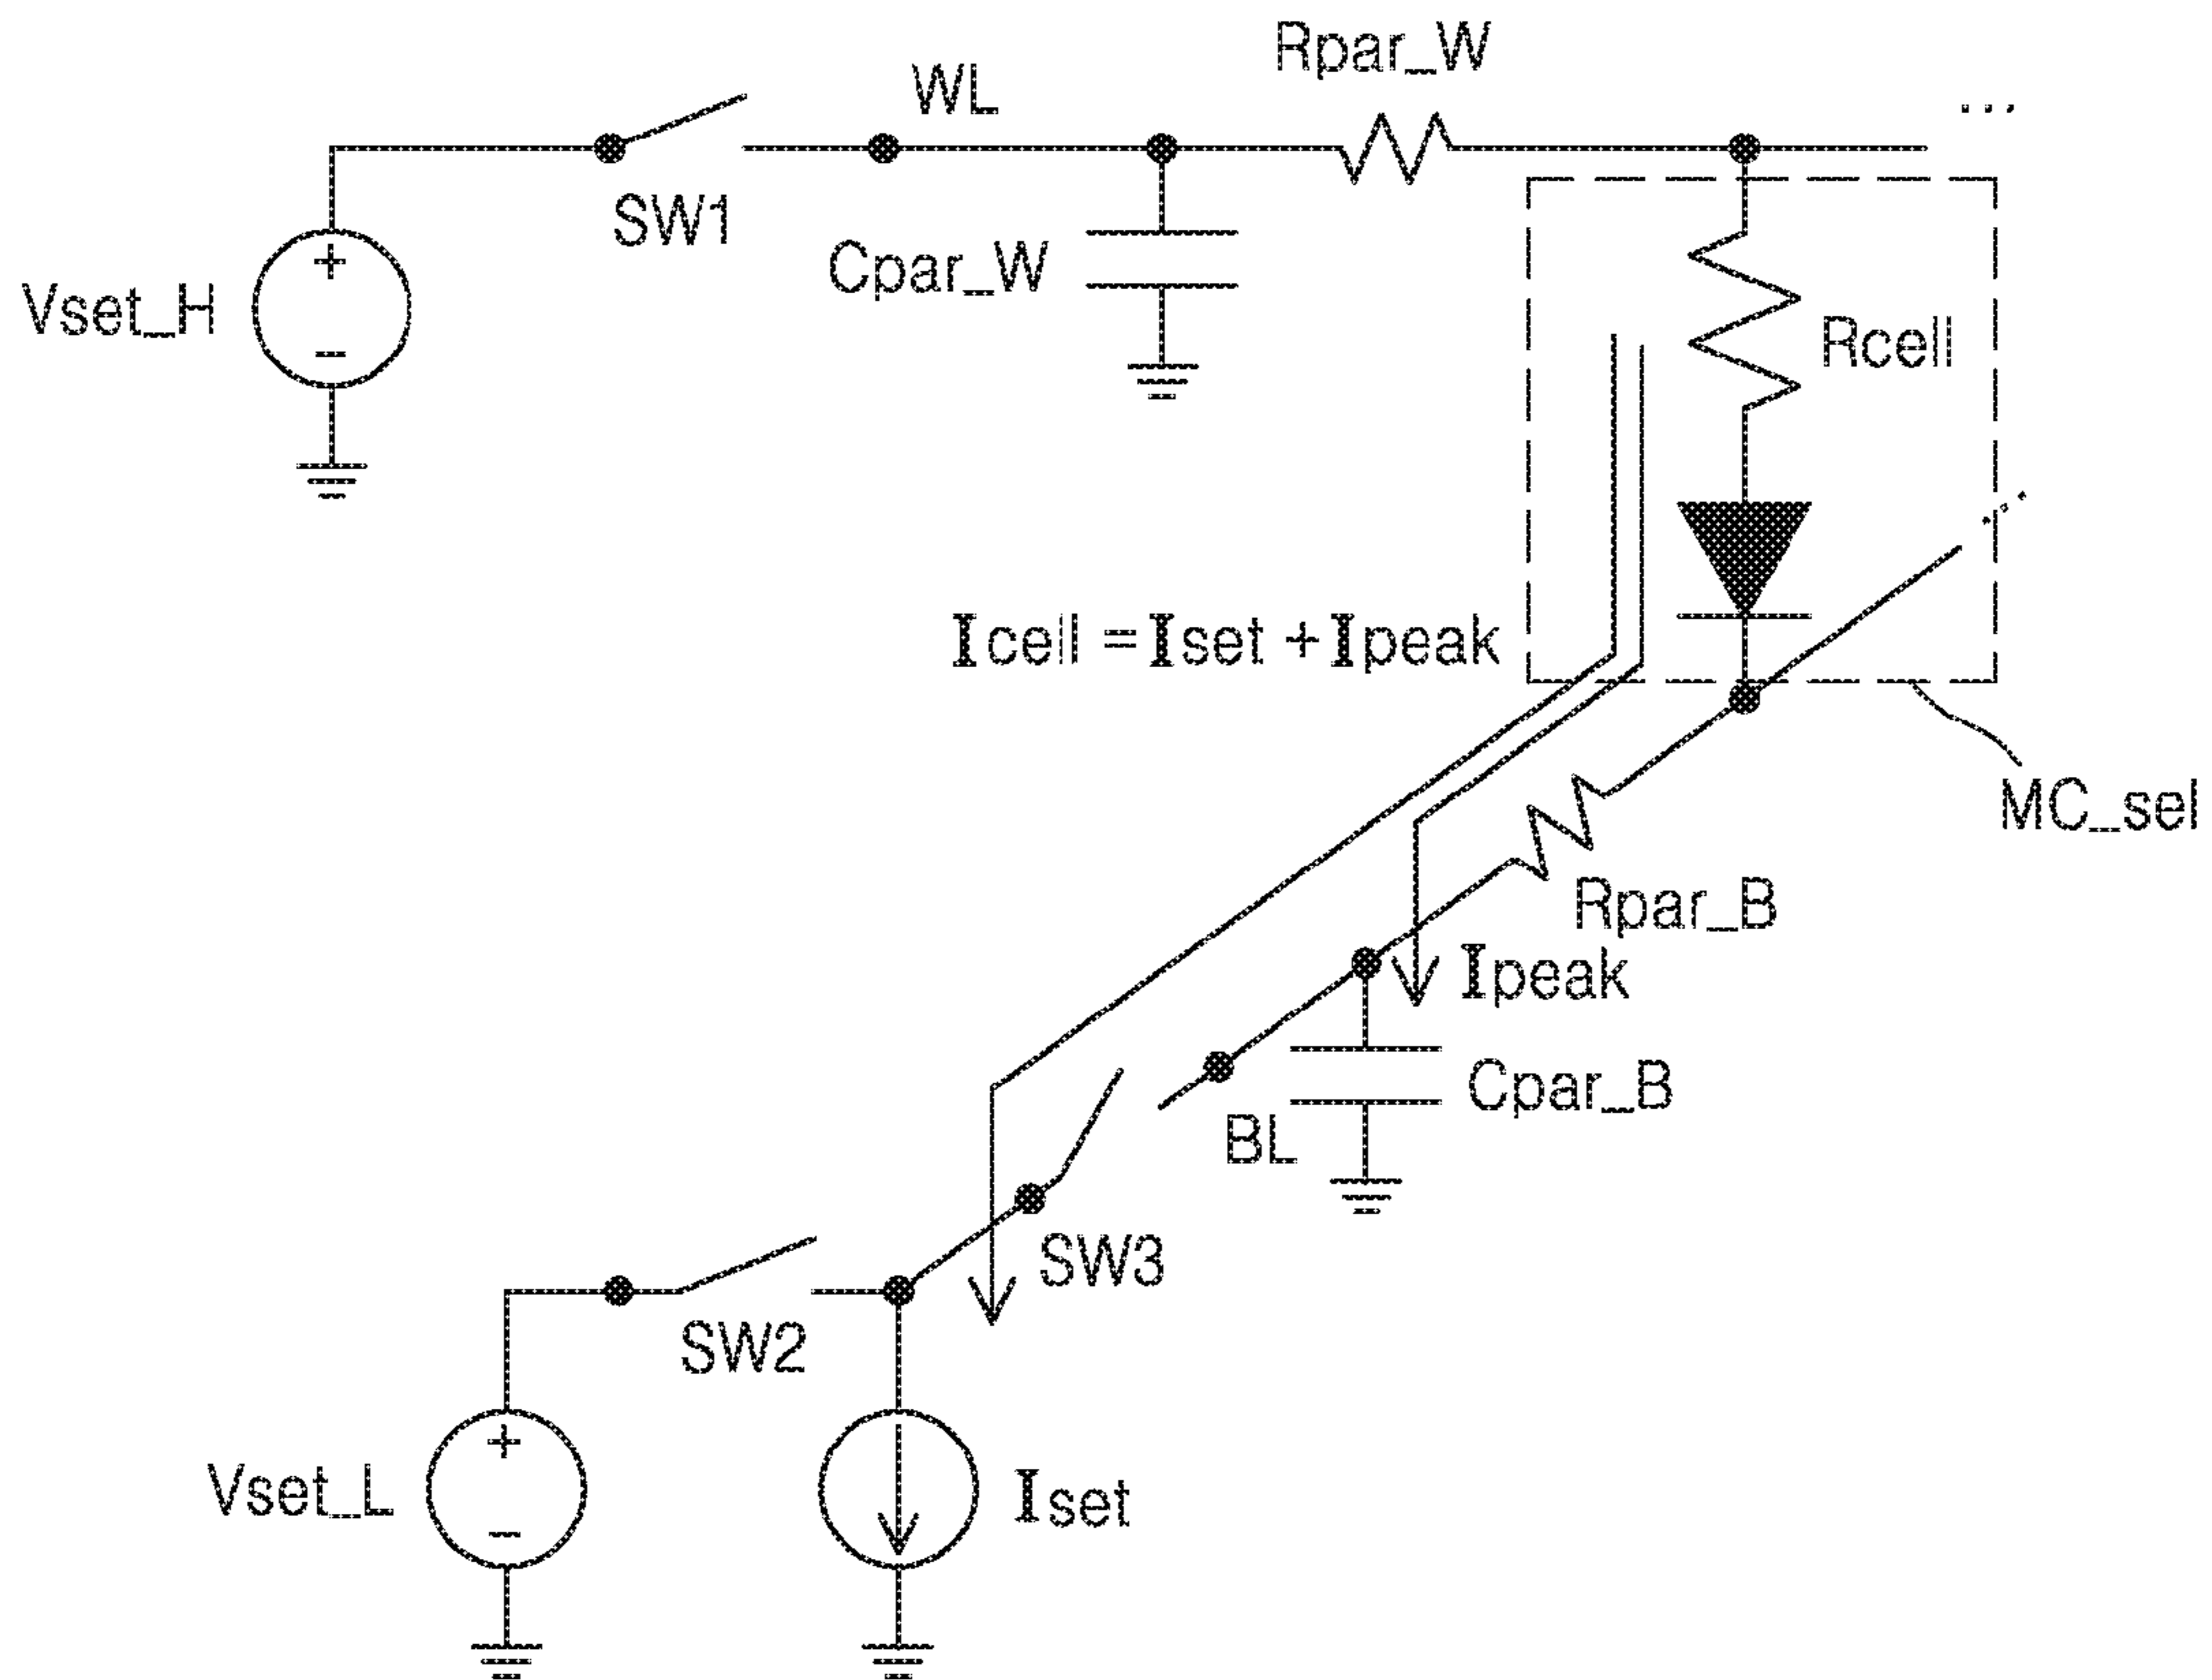 Rpar_W
WL
...
SW1
Cpar_W
Vset_H
+
−
Rcell
Icell = Iset + Ipeak
MC_sel
Rpar_B
Ipeak
Cpar_B
BL
SW3
SW2
Vset_L
+
−
Iset